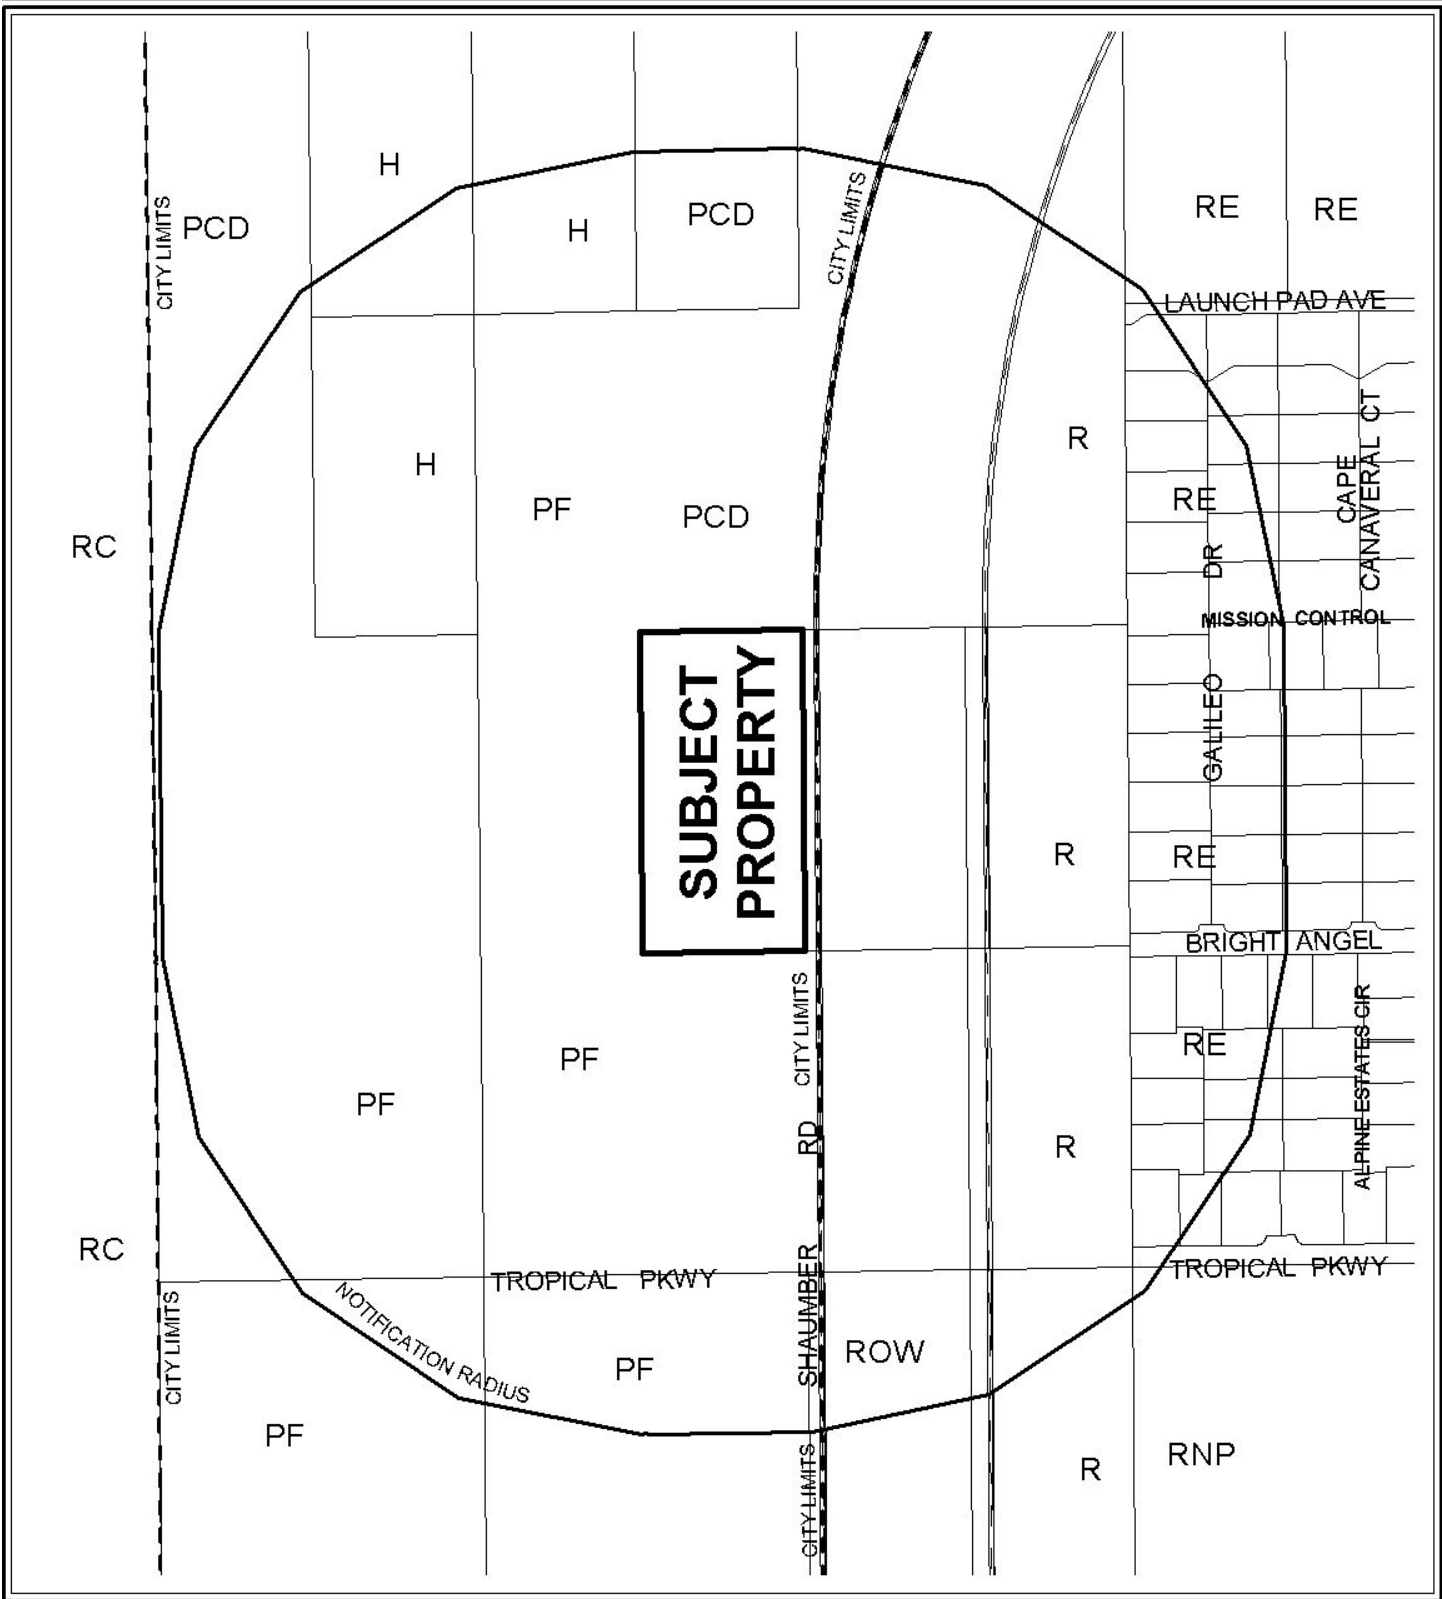 H
PCD
CITY LIMITS
H
PCD
CITY LIMITS
RE
RE
LAUNCH PAD AVE
H
PF
PCD
R
RE
CAPE
CANAVERAL CT
RC
GALILEO DR
MISSION CONTROL
SUBJECT
PROPERTY
R
RE
BRIGHT ANGEL
CITY LIMITS
PF
PF
RE
ALPINE ESTATES CIR
R
RC
SHAUMBER RD
TROPICAL PKWY
TROPICAL PKWY
CITY LIMITS
NOTIFICATION RADIUS
PF
ROW
PF
CITY LIMITS
R
RNP